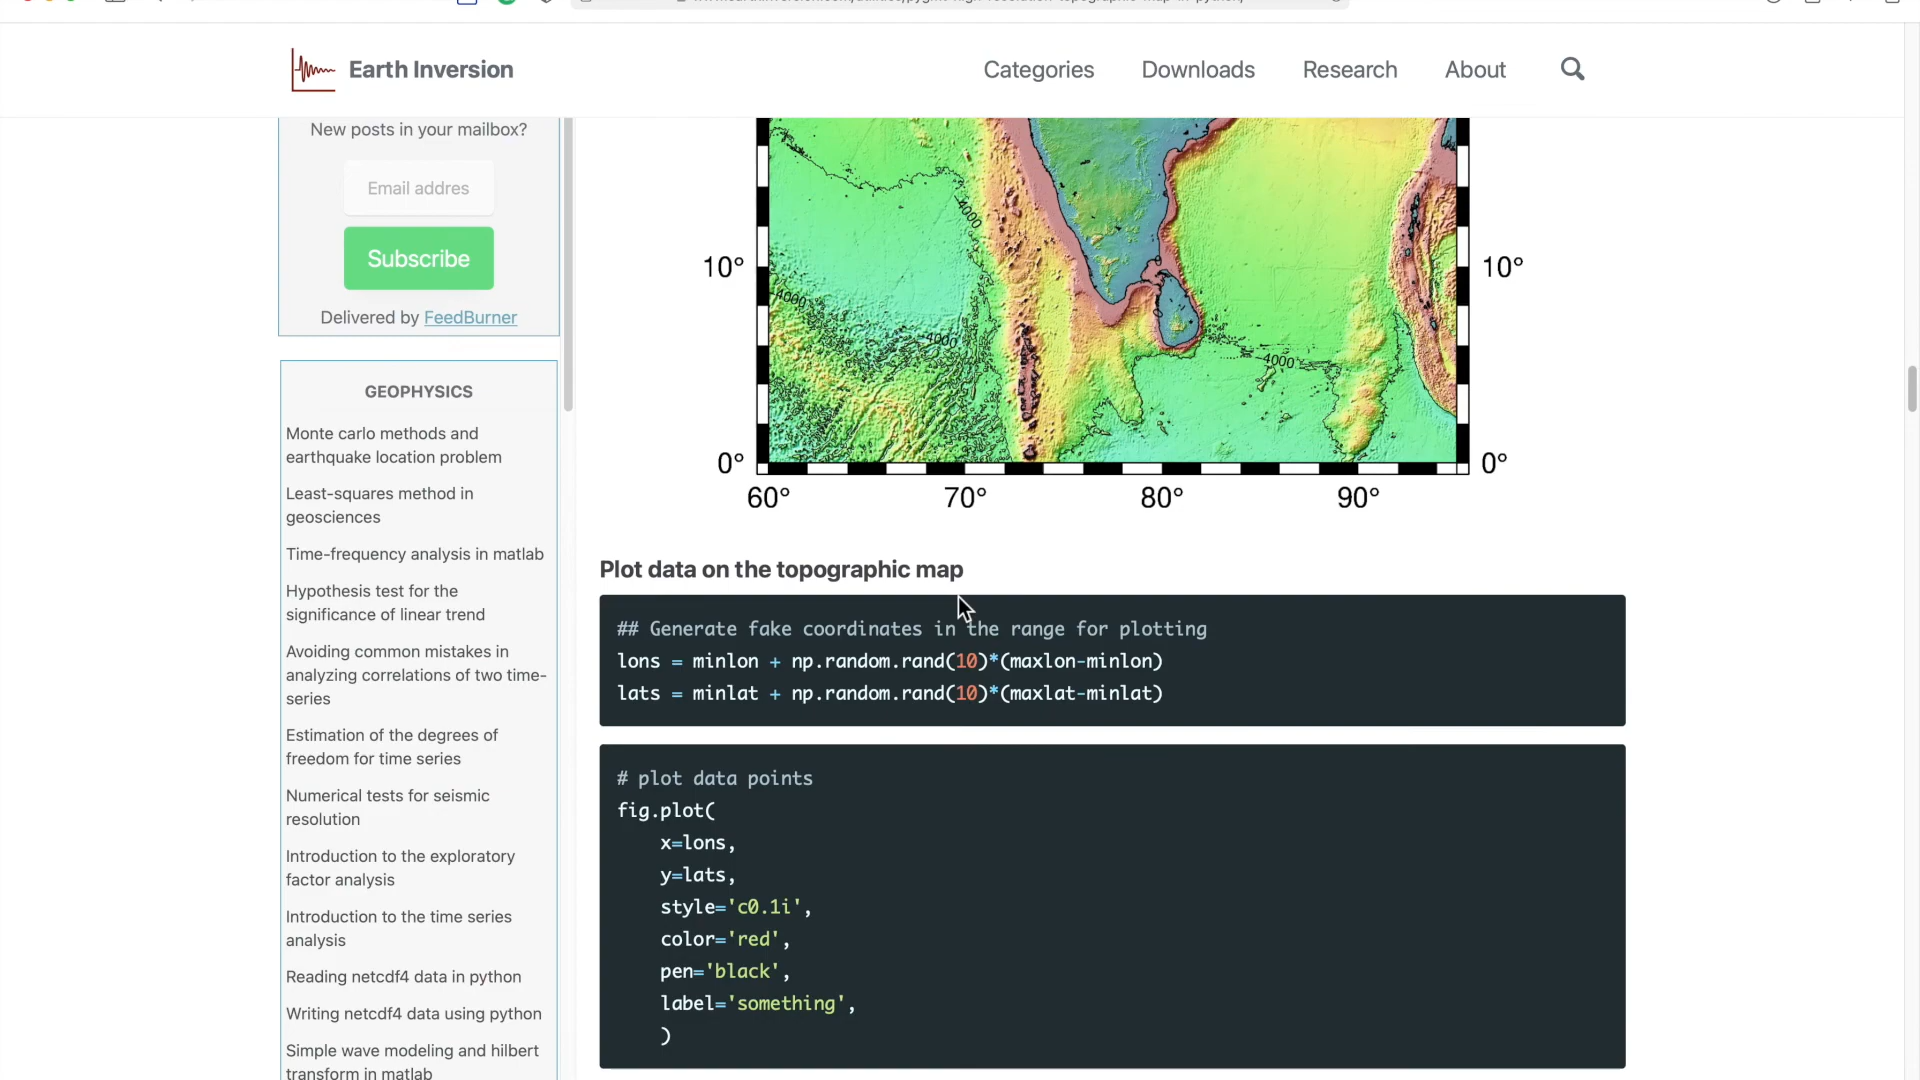 Earth Inversion
Categories
Downloads
Research
About
New posts in your mailbox?
Email addres
Subscribe
Delivered by FeedBurner
GEOPHYSICS
Monte carlo methods and
earthquake location problem
Least-squares method in
geosciences
Time-frequency analysis in matlab
Hypothesis test for the
significance of linear trend
Avoiding common mistakes in
analyzing correlations of two time-
series
Estimation of the degrees of
freedom for time series
Numerical tests for seismic
resolution
Introduction to the exploratory
factor analysis
Introduction to the time series
analysis
Reading netcdf4 data in python
Writing netcdf4 data using python
Simple wave modeling and hilbert
transform in matlab
-4000
-4000
-4000
-4000
10°
10°
0°
0°
60°
70°
80°
90°
Plot data on the topographic map
## Generate fake coordinates in the range for plotting
lons = minlon + np.random.rand(10)*(maxlon-minlon)
lats = minlat + np.random.rand(10)*(maxlat-minlat)
# plot data points
fig.plot(
x=lons,
y=lats,
style='c0.1i',
color='red',
pen='black',
label='something',
)